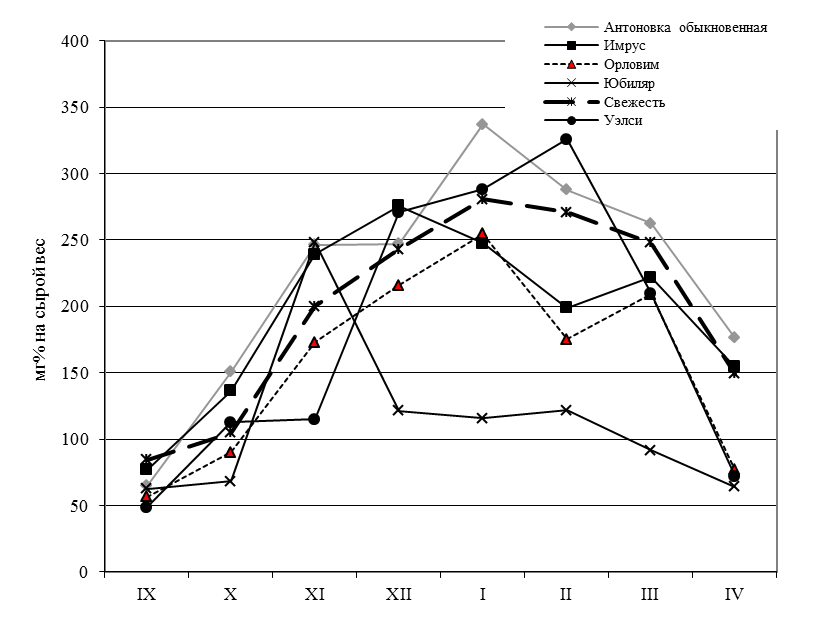 Антоновка обыкновенная
Имрус
Орловим
Юбиляр
Свежесть
Уэлси
400
350
300
250
200
150
100
50
0
мг% на сырой вес
IX X XI XII I II III IV